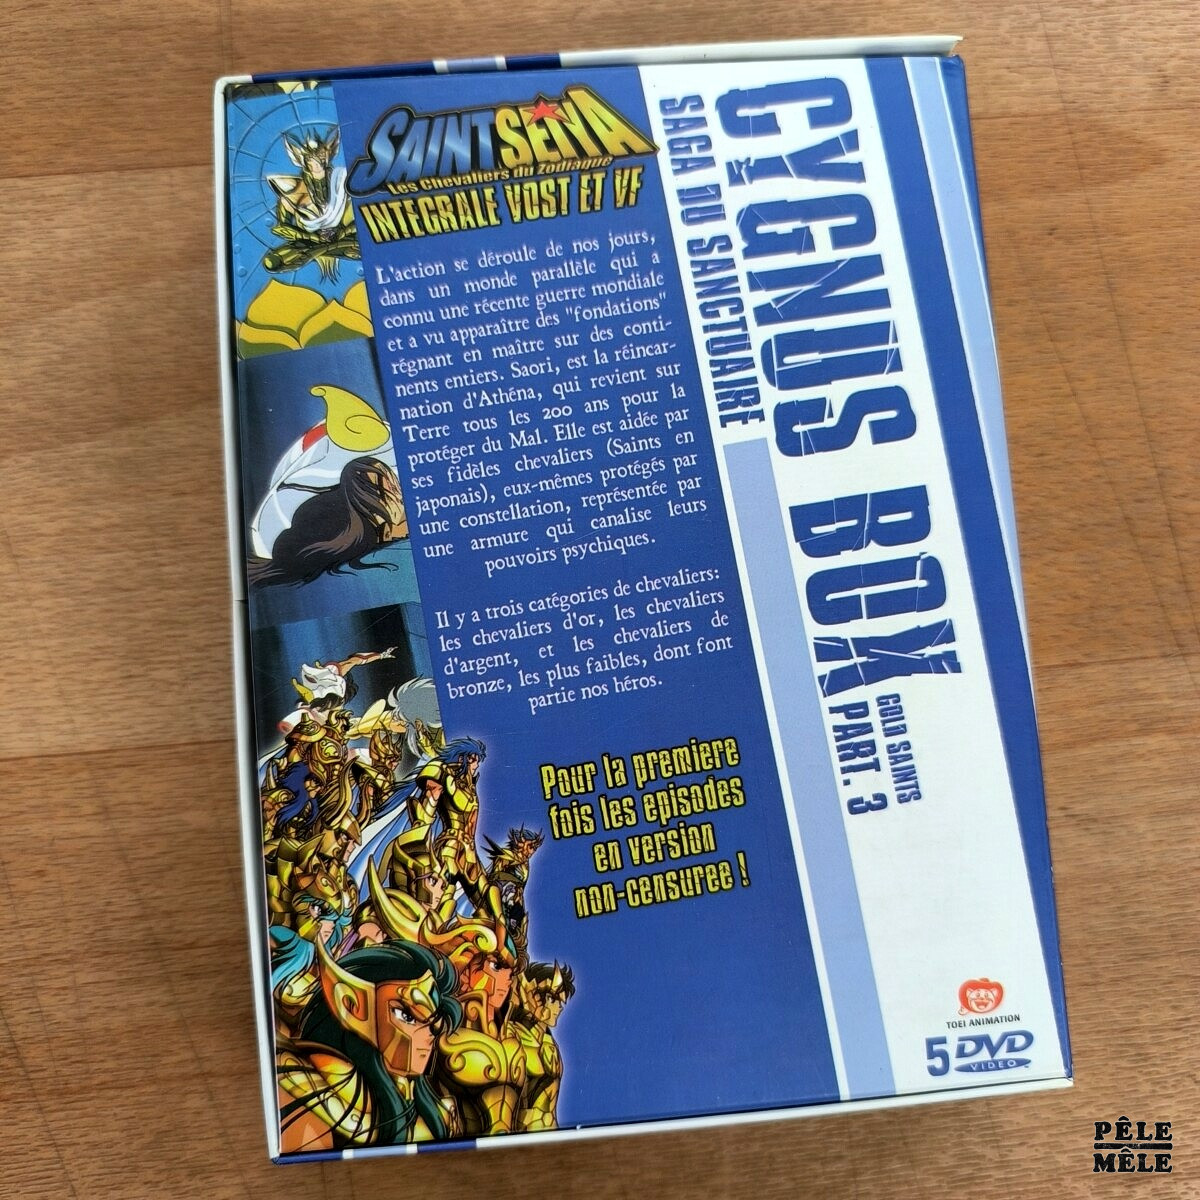 SAINT SEIYA
Les Chevaliers du Zodiaque
INTEGRALE VOST ET VF
L'action se déroule de nos jours,
dans un monde parallèle qui a
connu une récente guerre mondiale
et a vu apparaître des "fondations"
régnant en maître sur des conti-
nents entiers. Saori, est la réincar-
nation d'Athéna, qui revient sur
Terre tous les 200 ans pour la
protéger du Mal. Elle est aidée par
ses fidèles chevaliers (Saints en
japonais), eux-mêmes protégés par
une constellation, représentée par
une armure qui canalise leurs
pouvoirs psychiques.
Il y a trois catégories de chevaliers:
les chevaliers d'or, les chevaliers
d'argent, et les chevaliers de
bronze, les plus faibles, dont font
partie nos héros.
Pour la premiere
fois les episodes
en version
non-censuree !
CYGNUS BOX
SAGA DU SANCTUAIRE
GOLD SAINTS
PART. 3
TOEI ANIMATION
5 DVD
VIDEO
PÊLE
MÊLE